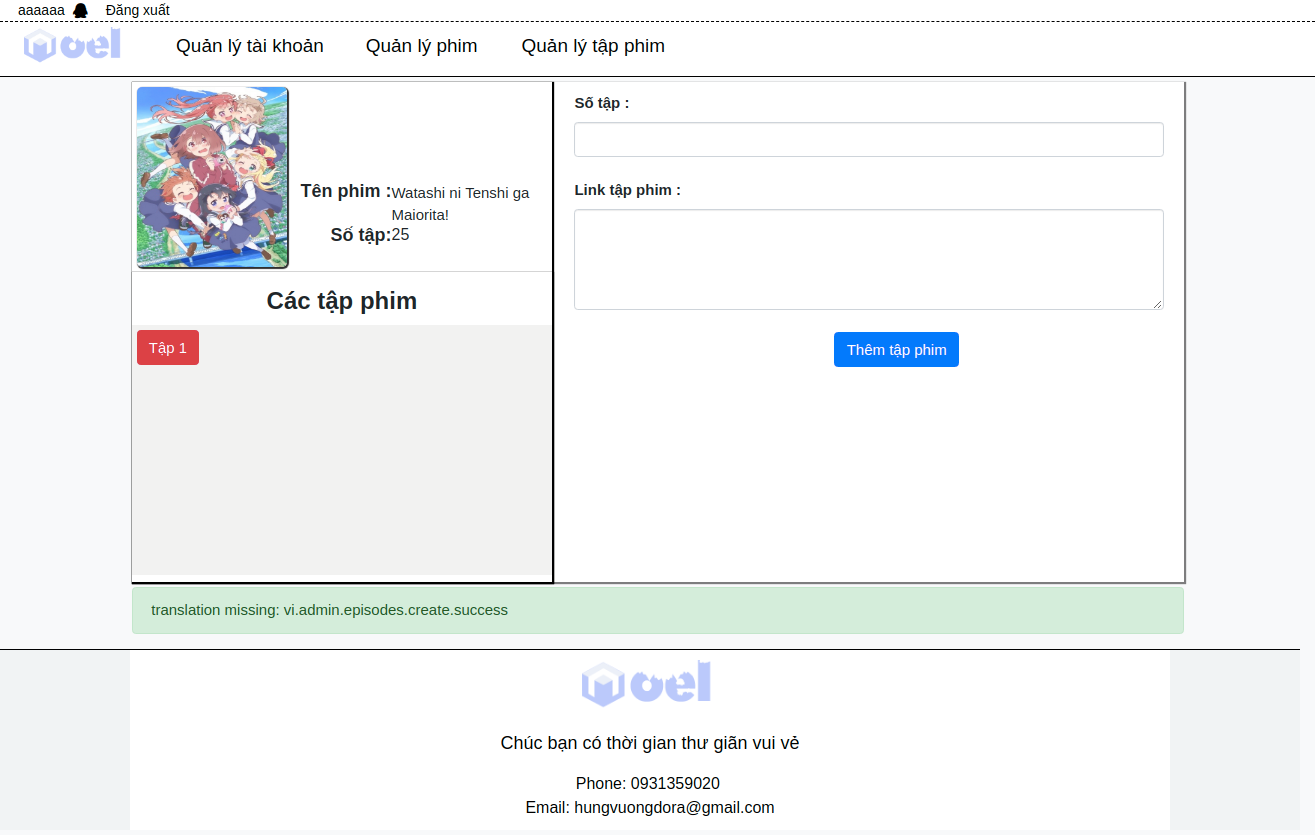 aaaaaa Đăng xuất
oel
Quản lý tài khoản Quản lý phim Quản lý tập phim
Tên phim :Watashi ni Tenshi ga
Maiorita!
Số tập:25
Các tập phim
Tập 1
Số tập :
Link tập phim :
Thêm tập phim
translation missing: vi.admin.episodes.create.success
oel
Chúc bạn có thời gian thư giãn vui vẻ
Phone: 0931359020
Email: hungvuongdora@gmail.com